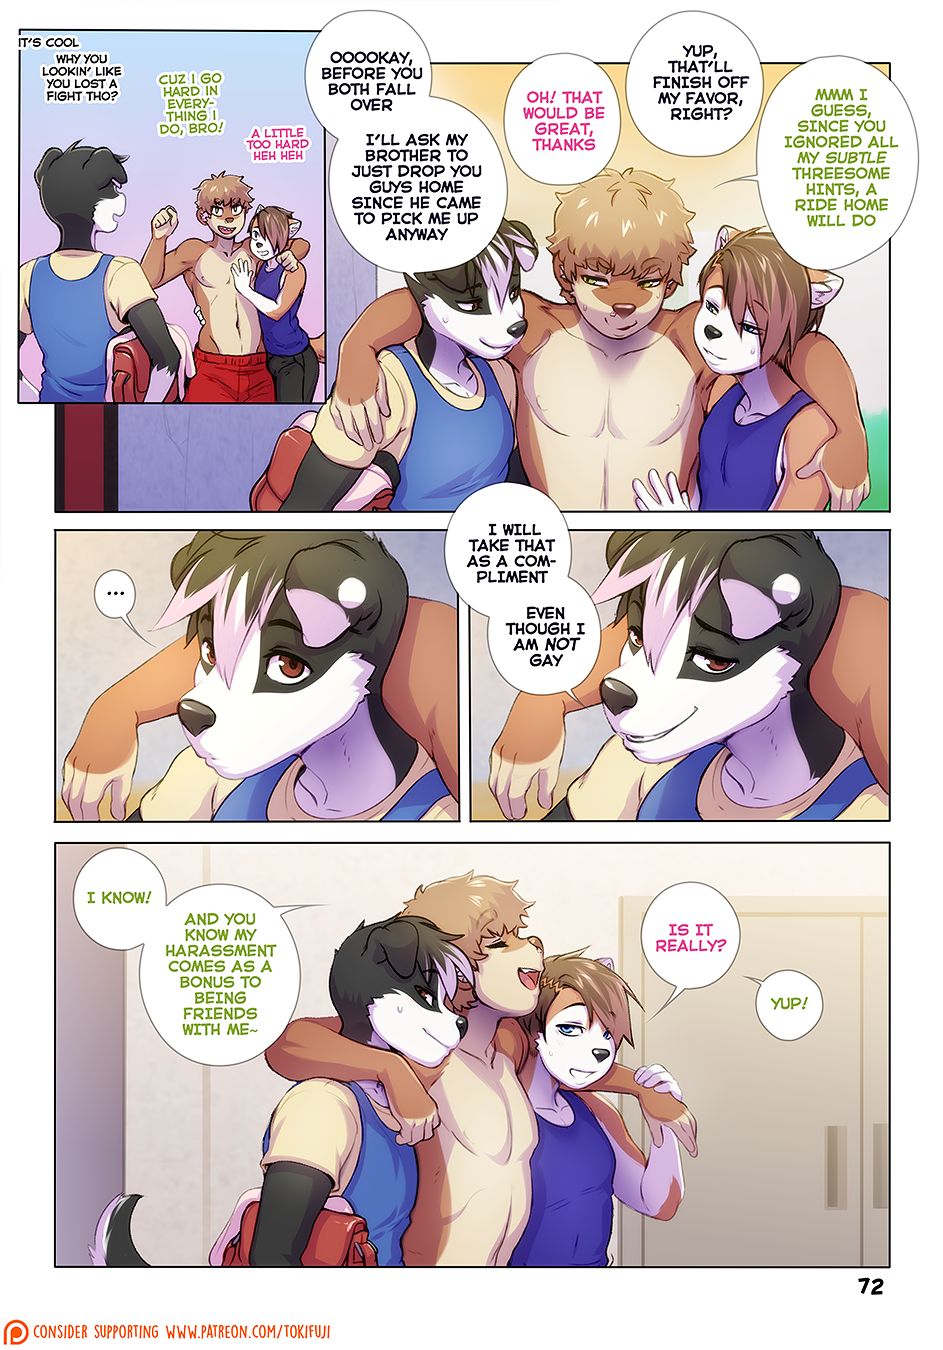 IT'S COOL
WHY YOU
LOOKIN' LIKE
YOU LOST A
FIGHT THO?
CUZ I GO
HARD IN
EVERY-
THING I
DO, BRO!
A LITTLE
TOO HARD
HEH HEH
OOOOKAY,
BEFORE YOU
BOTH FALL
OVER
I'LL ASK MY
BROTHER TO
JUST DROP YOU
GUYS HOME
SINCE HE CAME
TO PICK ME UP
ANYWAY
OH! THAT
WOULD BE
GREAT,
THANKS
YUP,
THAT'LL
FINISH OFF
MY FAVOR,
RIGHT?
MMM I
GUESS,
SINCE YOU
IGNORED ALL
MY SUBTLE
THREESOME
HINTS, A
RIDE HOME
WILL DO
...
I WILL
TAKE THAT
AS A COM-
PLIMENT
EVEN
THOUGH I
AM NOT
GAY
I KNOW!
AND YOU
KNOW MY
HARASSMENT
COMES AS A
BONUS TO
BEING
FRIENDS
WITH ME~
IS IT
REALLY?
YUP!
72
CONSIDER SUPPORTING WWW.PATREON.COM/TOKIFUJI